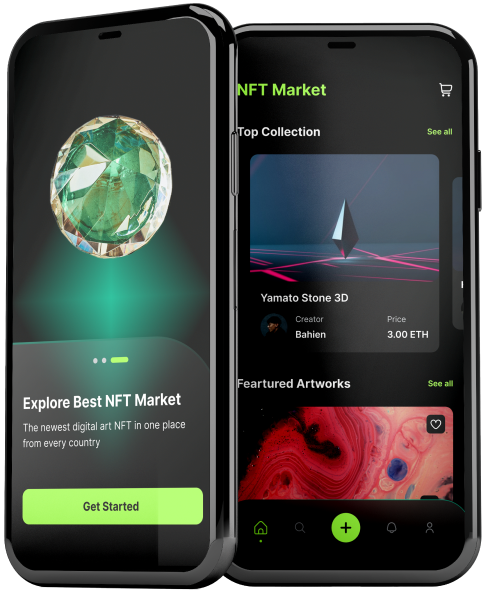 Explore Best NFT Market
The newest digital art NFT in one place
from every country
Get Started
NFT Market
Top Collection
See all
Yamato Stone 3D
Creator
Bahien
Price
3.00 ETH
Feartured Artworks
See all